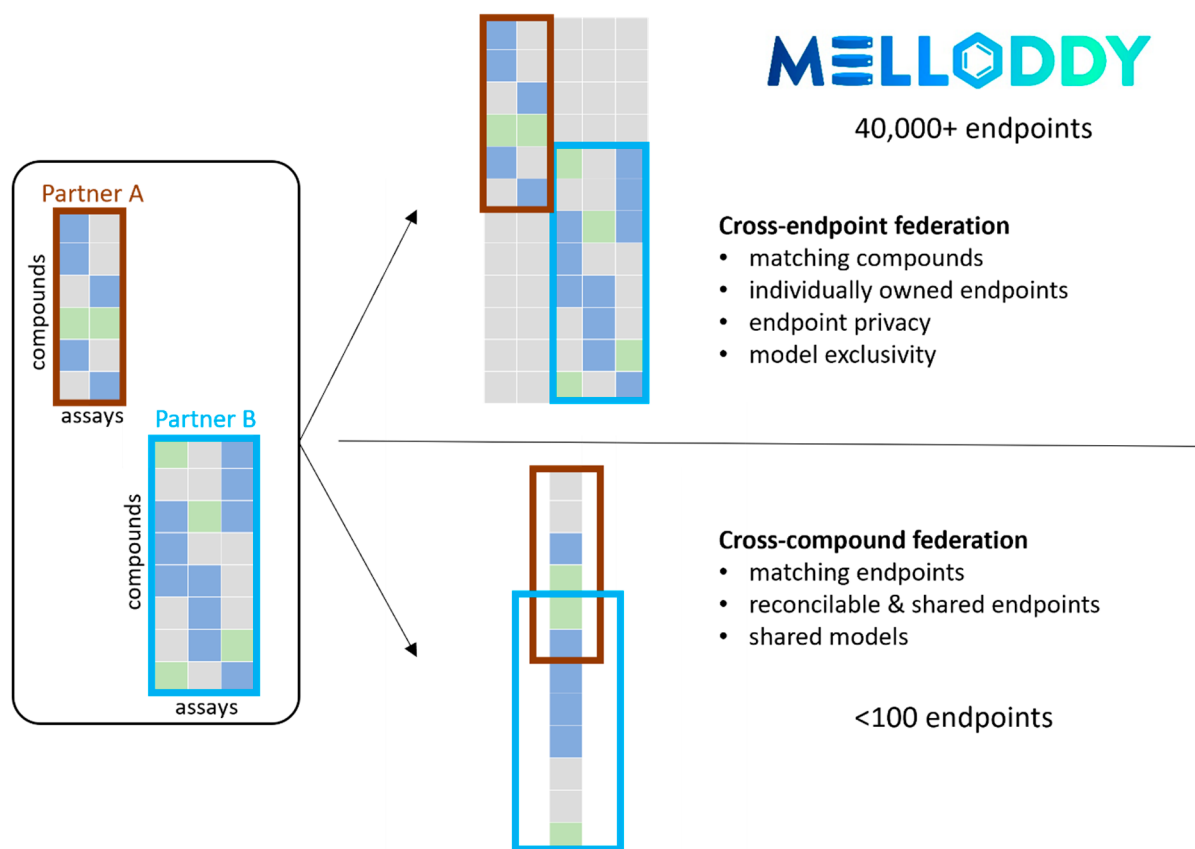 Partner A
compounds
assays
Partner B
compounds
assays
MELLODDY
40,000+ endpoints
Cross-endpoint federation
• matching compounds
• individually owned endpoints
• endpoint privacy
• model exclusivity
Cross-compound federation
• matching endpoints
• reconcilable & shared endpoints
• shared models
<100 endpoints